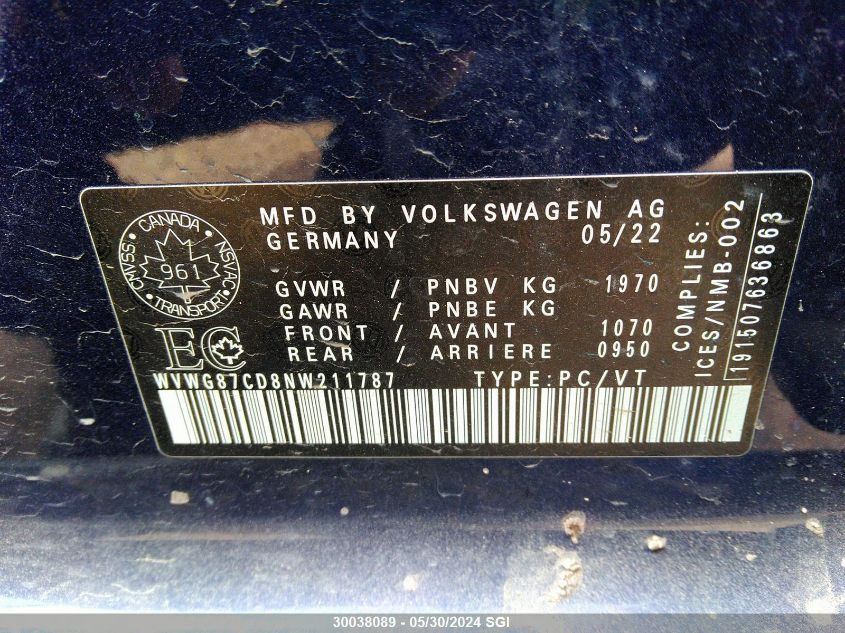 CANADA
CMVSS
NSVAC
961
TRANSPORT
EC
MFD BY VOLKSWAGEN AG
GERMANY 05/22
GVWR / PNBV KG 1970
GAWR / PNBE KG
FRONT / AVANT 1070
REAR / ARRIERE 0950
WVWG87CD8NW211787 TYPE:PC/VT
COMPLIES:
ICES/NMB-002
191507636863
30038089 - 05/30/2024 SGI